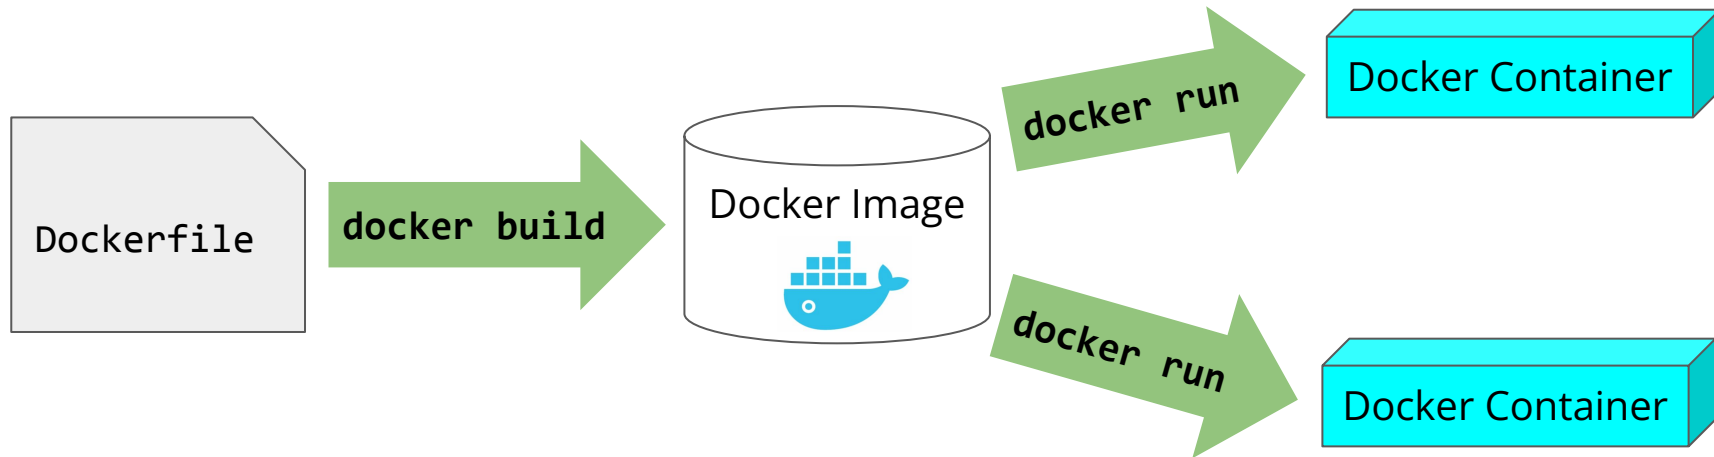 Dockerfile
docker build
Docker Image
docker run
Docker Container
docker run
Docker Container